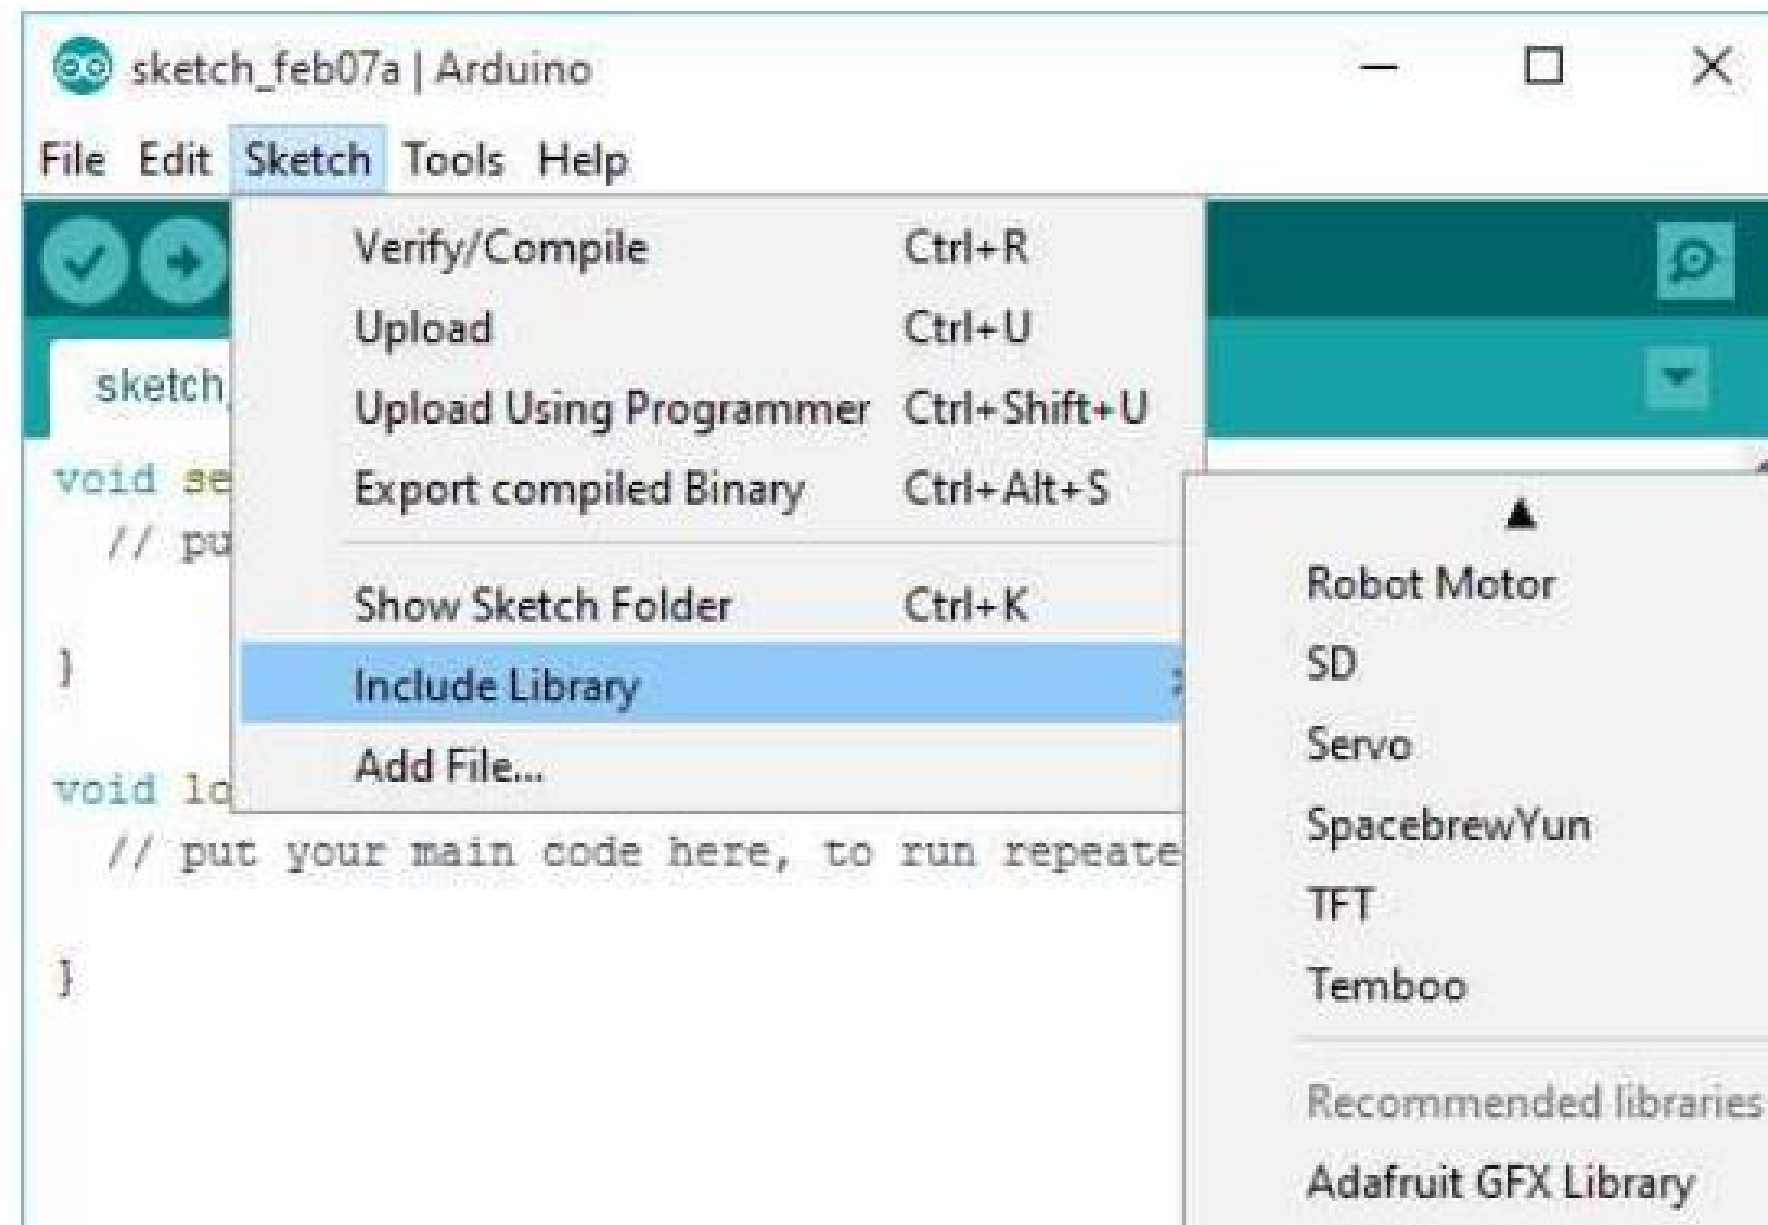 sketch_feb07a | Arduino
File Edit Sketch Tools Help
Verify/Compile Ctrl+R
Upload Ctrl+U
Upload Using Programmer Ctrl+Shift+U
Export compiled Binary Ctrl+Alt+S
Show Sketch Folder Ctrl+K
Include Library
Add File...
sketch
void se
// pu
}
void lo
// put your main code here, to run repeate
}
▲
Robot Motor
SD
Servo
SpacebrewYun
TFT
Temboo
Recommended libraries
Adafruit GFX Library